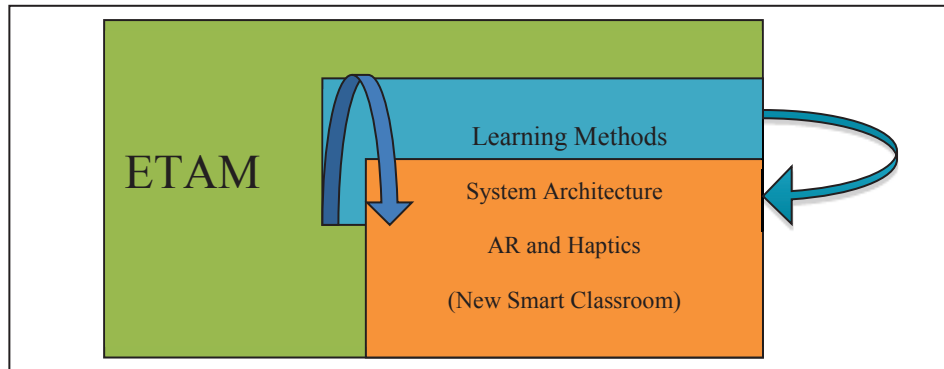 ETAM
Learning Methods
System Architecture
AR and Haptics
(New Smart Classroom)